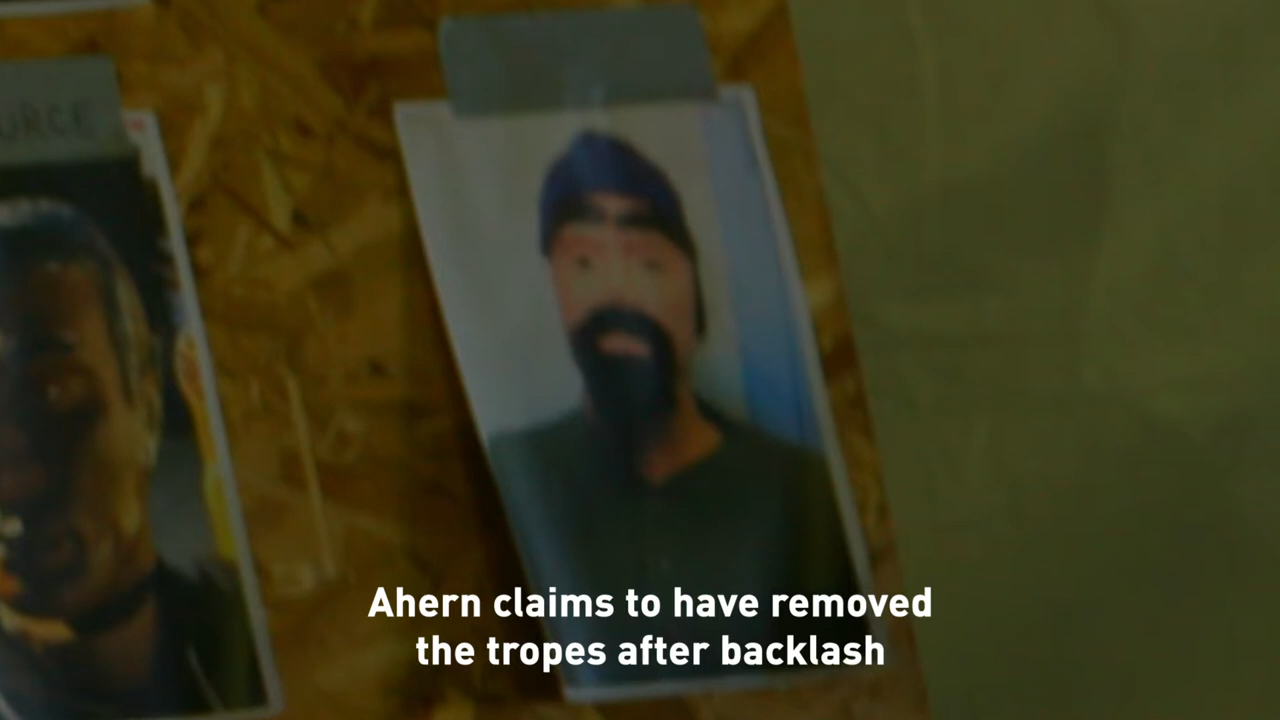 Ahern claims to have removed
the tropes after backlash